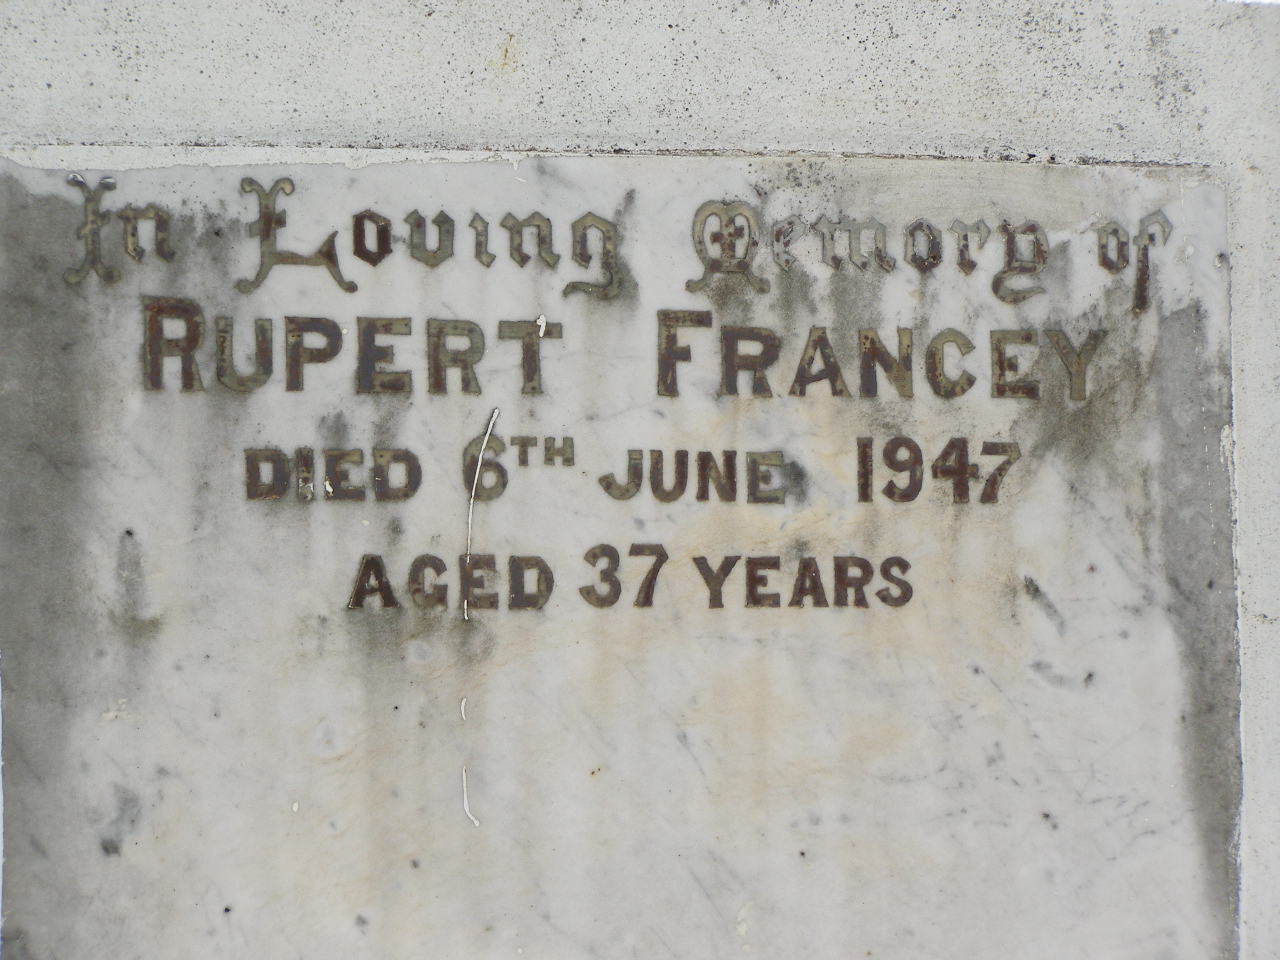 In Loving Memory of
RUPERT FRANCEY
DIED 6TH JUNE 1947
AGED 37 YEARS